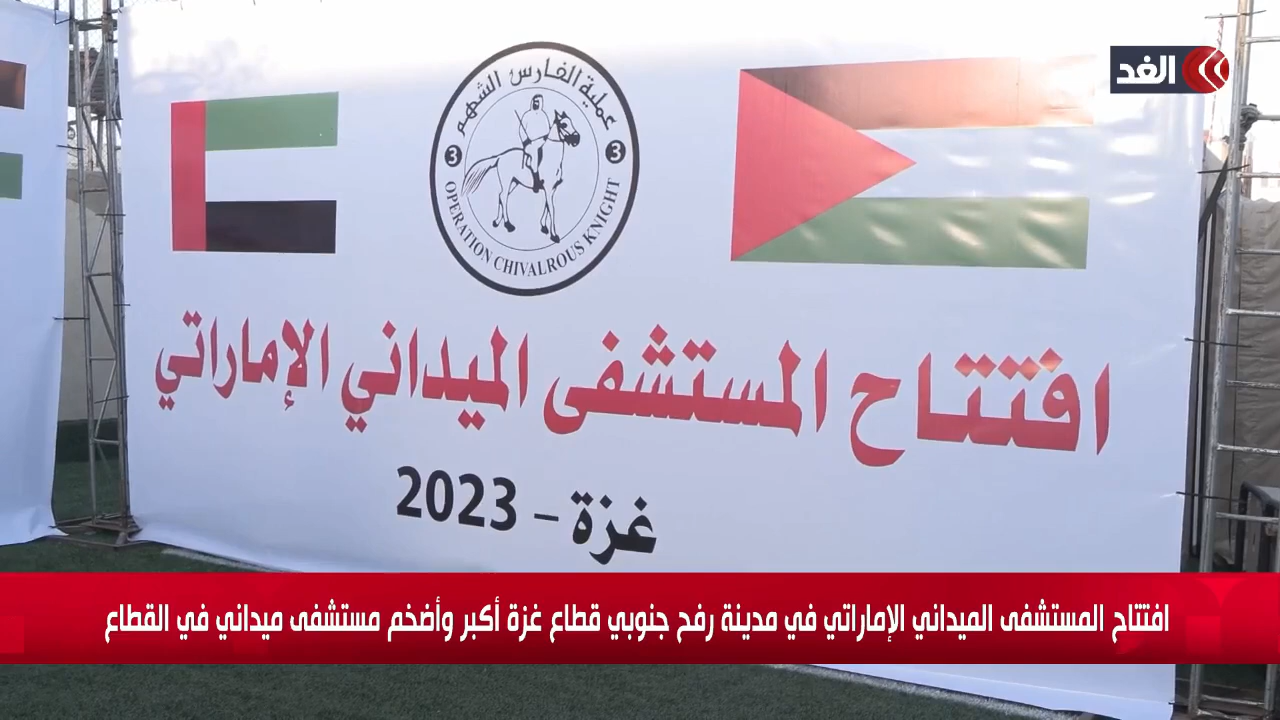 الغد
عملية الفارس الشهم
3 3
OPERATION CHIVALROUS KNIGHT
افتتاح المستشفى الميداني الإماراتي
غزة - 2023
افتتاح المستشفى الميداني الإماراتي في مدينة رفح جنوبي قطاع غزة أكبر وأضخم مستشفى ميداني في القطاع